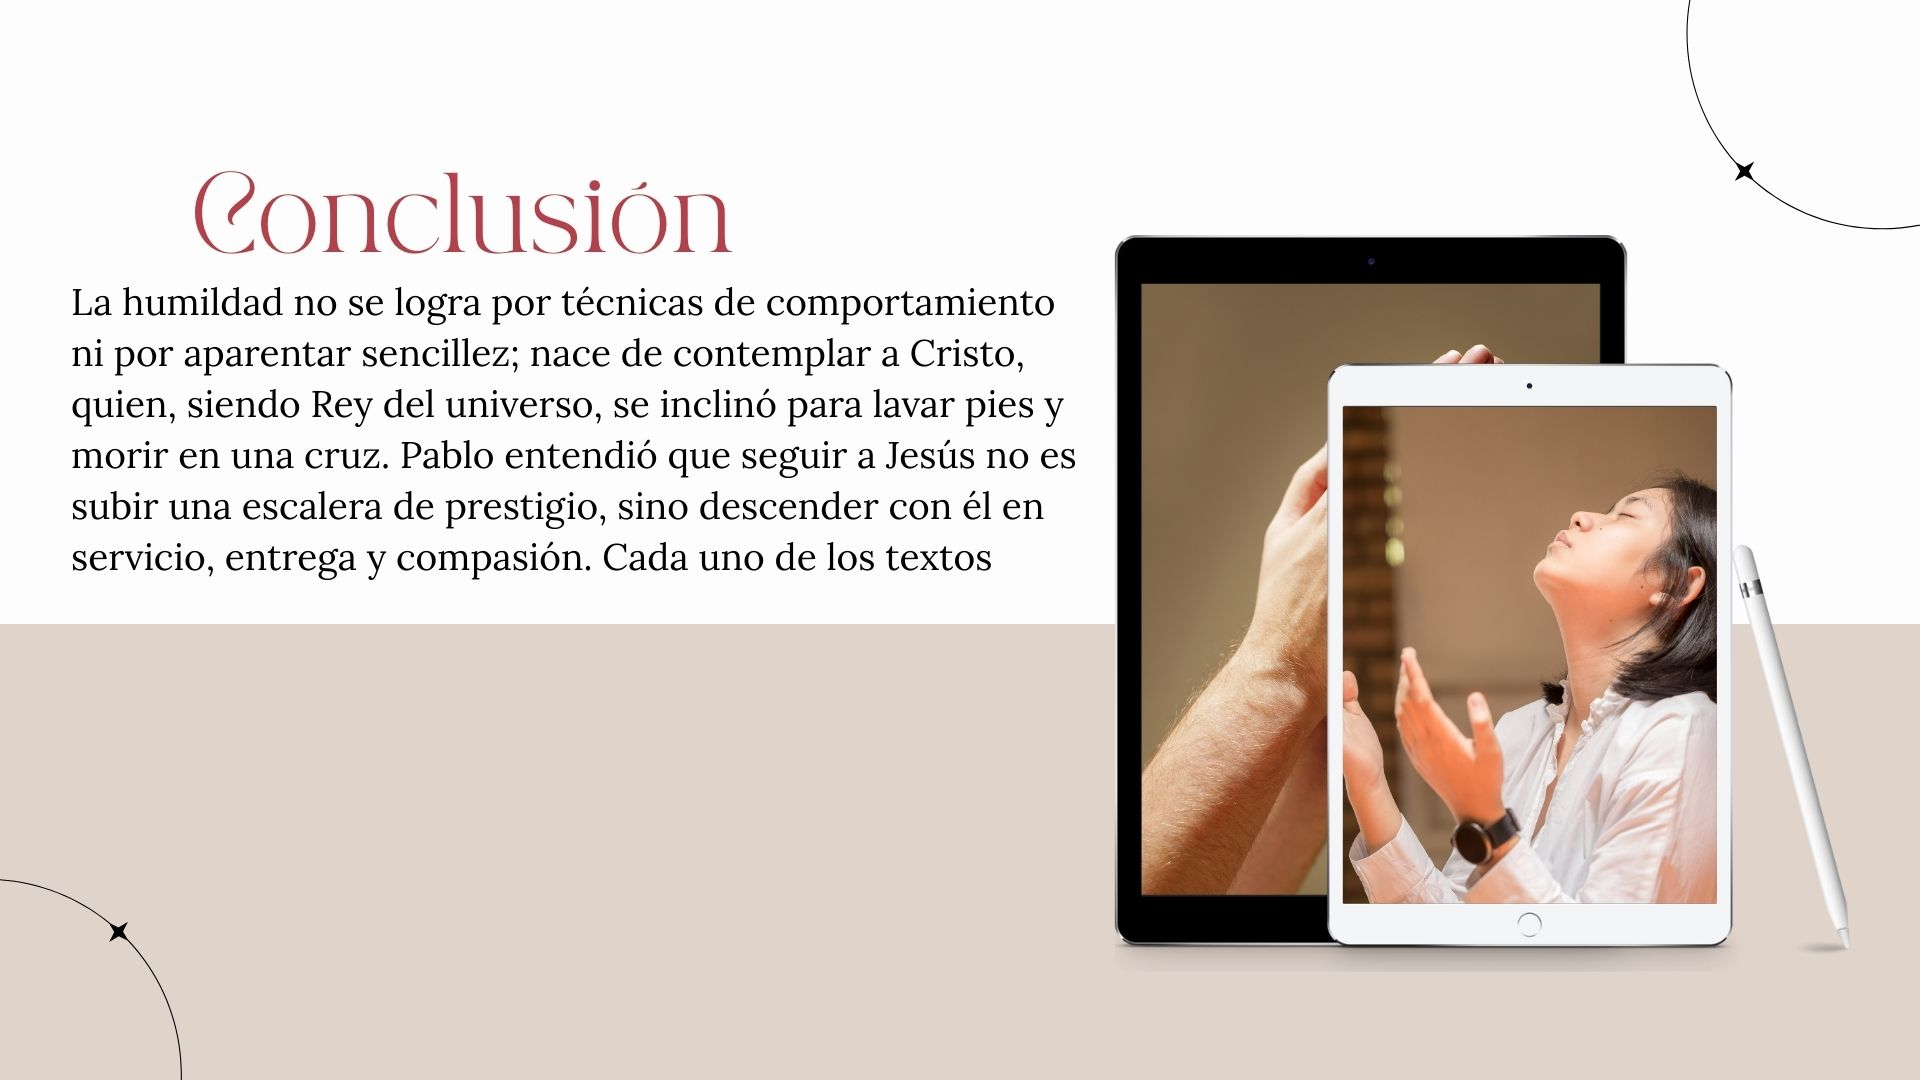 Conclusión
La humildad no se logra por técnicas de comportamiento
ni por aparentar sencillez; nace de contemplar a Cristo,
quien, siendo Rey del universo, se inclinó para lavar pies y
morir en una cruz. Pablo entendió que seguir a Jesús no es
subir una escalera de prestigio, sino descender con él en
servicio, entrega y compasión. Cada uno de los textos